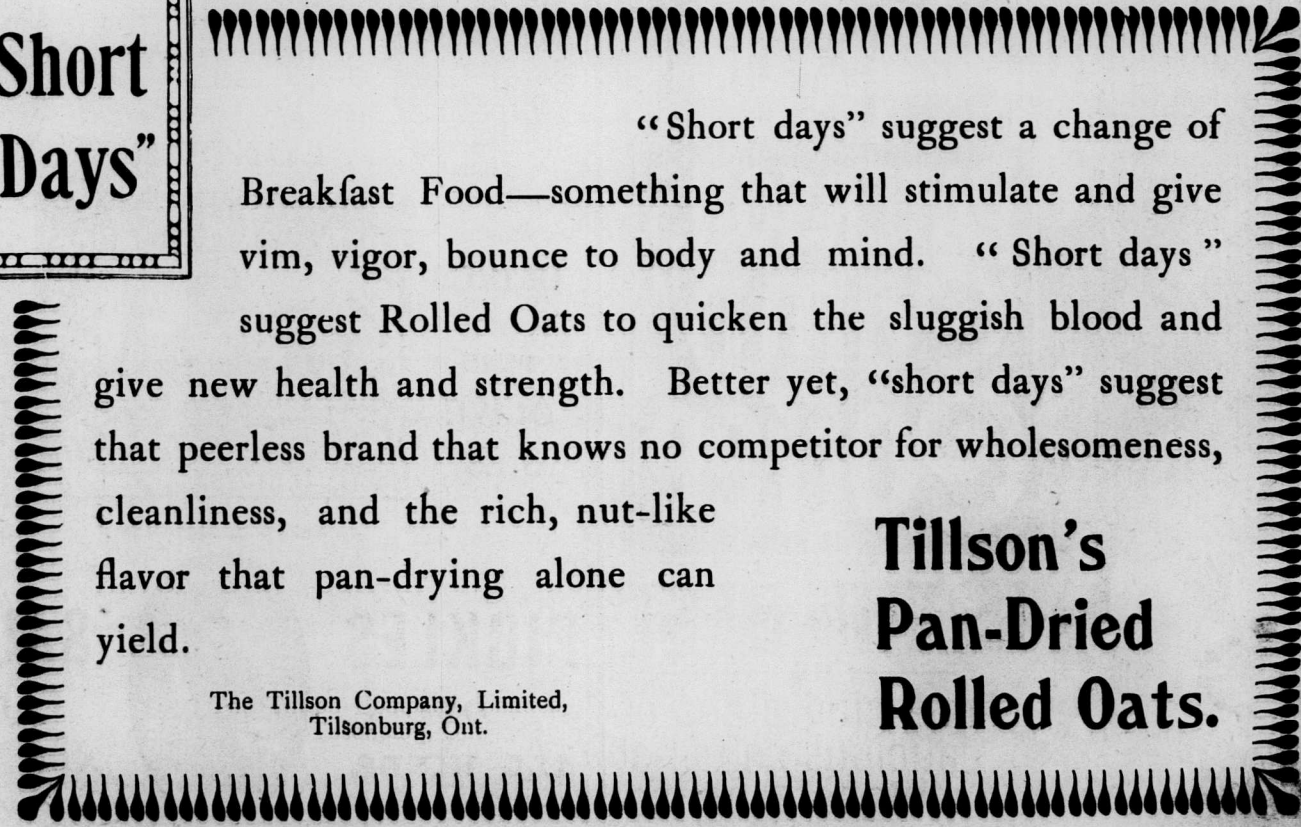 Short
Days”
“Short days” suggest a change of
Breakfast Food—something that will stimulate and give
vim, vigor, bounce to body and mind. “ Short days ”
suggest Rolled Oats to quicken the sluggish blood and
give new health and strength. Better yet, “short days” suggest
that peerless brand that knows no competitor for wholesomeness,
cleanliness, and the rich, nut-like
flavor that pan-drying alone can
yield.
The Tillson Company, Limited,
Tilsonburg, Ont.
Tillson’s
Pan-Dried
Rolled Oats.